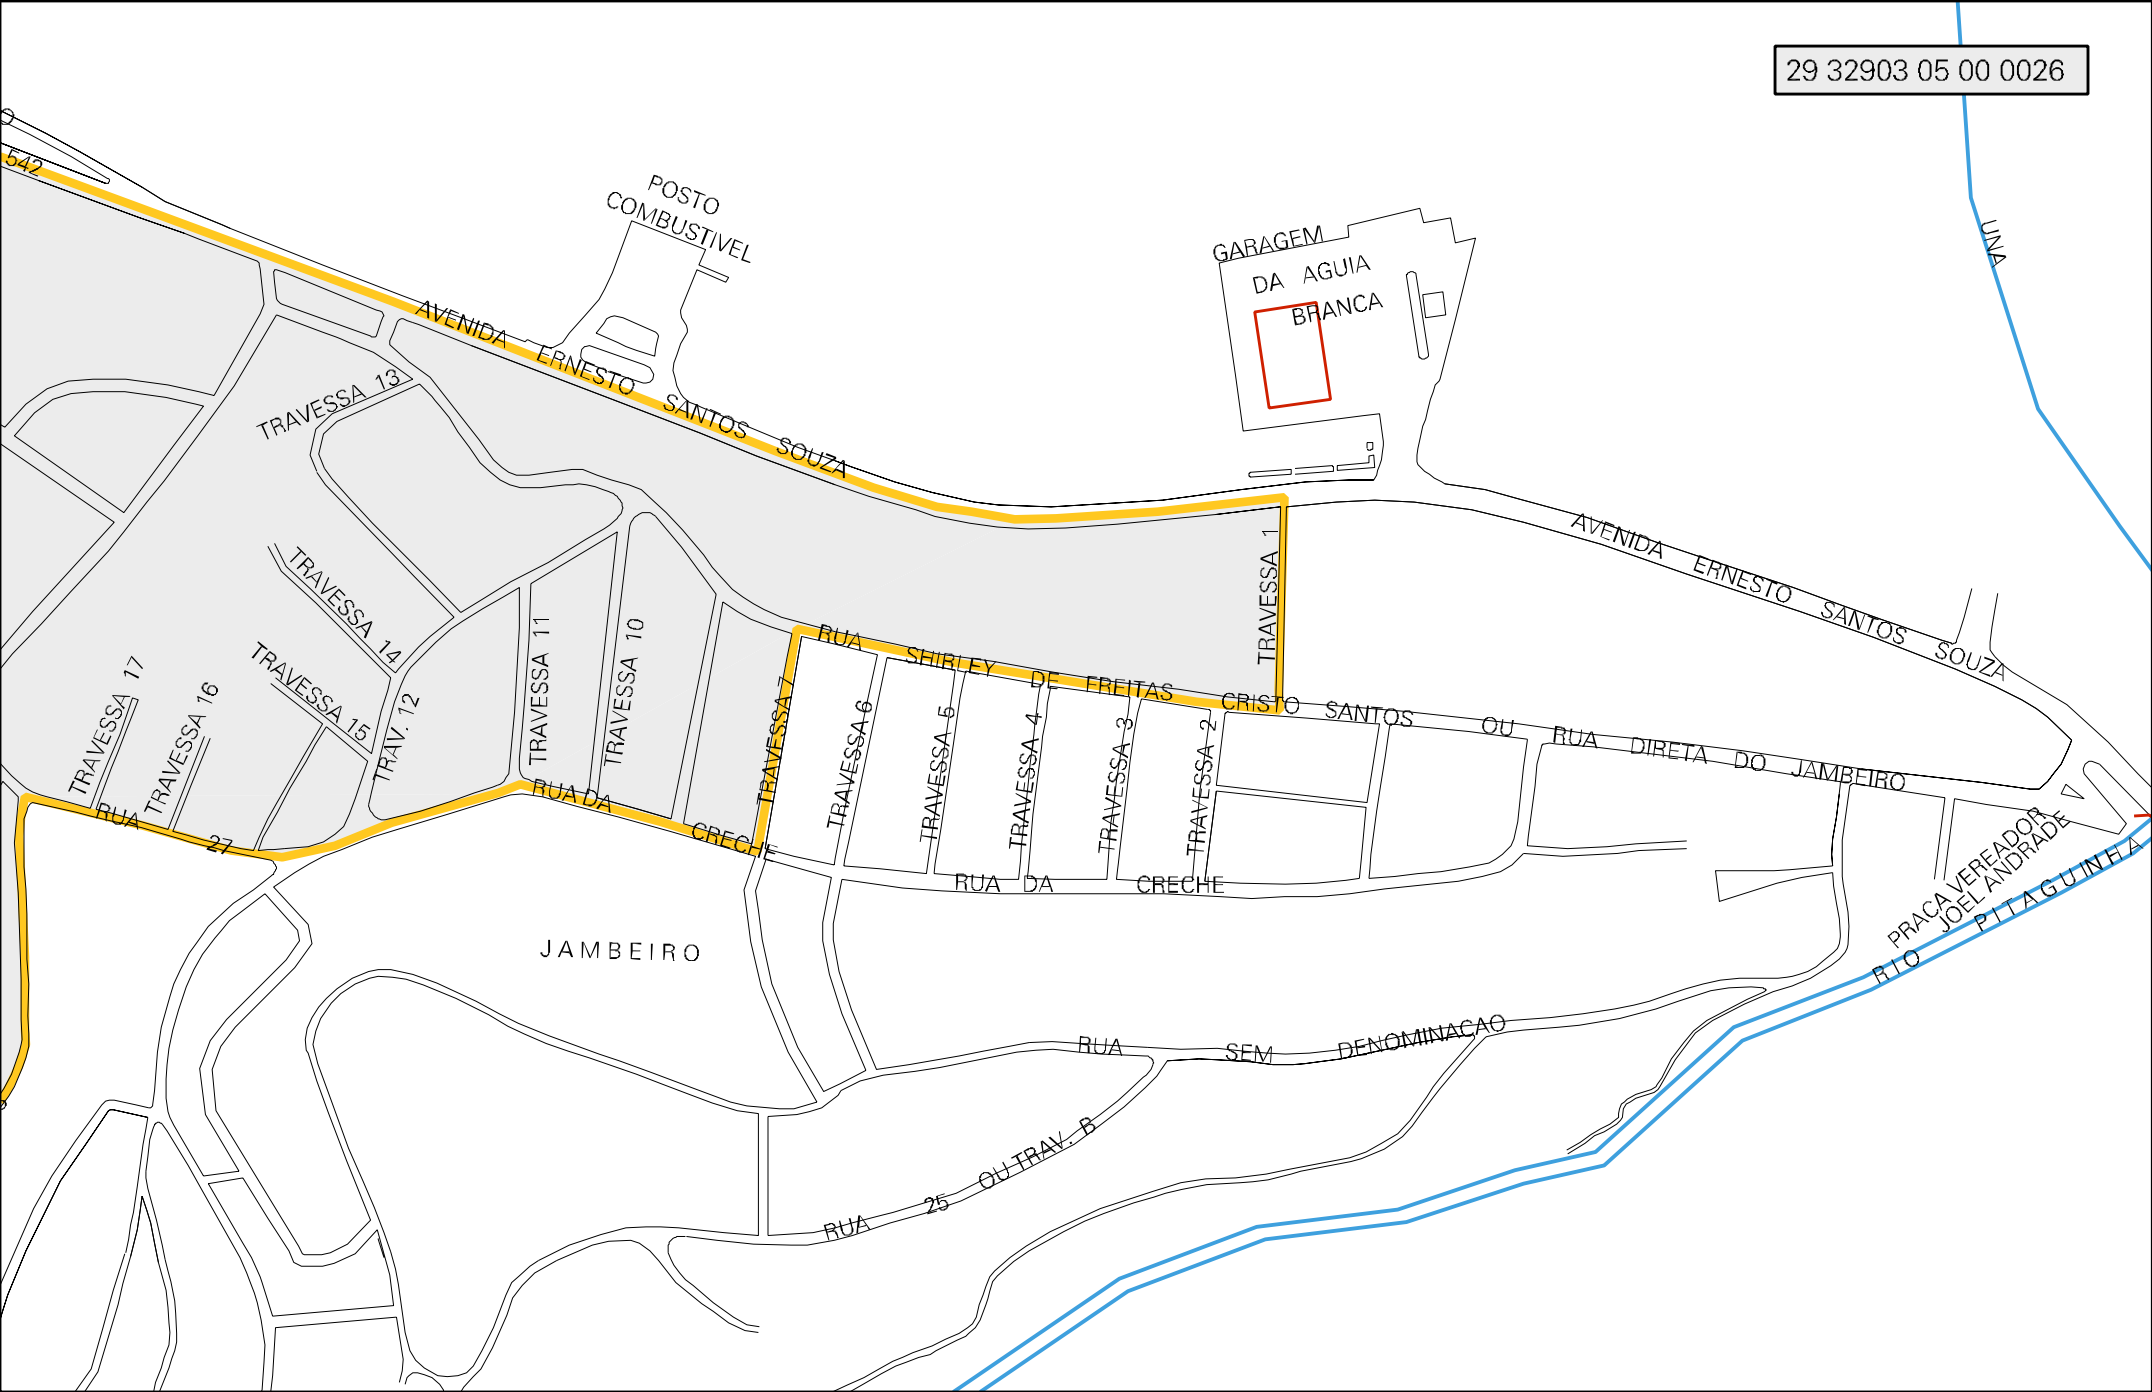 29 32903 05 00 0026
542
UNA
POSTO
COMBUSTIVEL
GARAGEM
DA AGUIA
BRANCA
AVENIDA ERNESTO SANTOS SOUZA
AVENIDA ERNESTO SANTOS SOUZA
TRAVESSA 13
TRAVESSA 14
TRAVESSA 15
TRAVESSA 17
TRAVESSA 16
TRAV. 12
TRAVESSA 11
TRAVESSA 10
TRAVESSA 7
TRAVESSA 6
TRAVESSA 5
TRAVESSA 4
TRAVESSA 3
TRAVESSA 2
TRAVESSA 1
RUA SHIRLEY DE FREITAS CRISTO SANTOS OU RUA DIRETA DO JAMBEIRO
RUA 27
RUA DA CRECHE
RUA DA CRECHE
PRACA VEREADOR
JOEL ANDRADE
RIO PITAGUINHA
JAMBEIRO
RUA SEM DENOMINACAO
RUA 25 OU TRAV. B